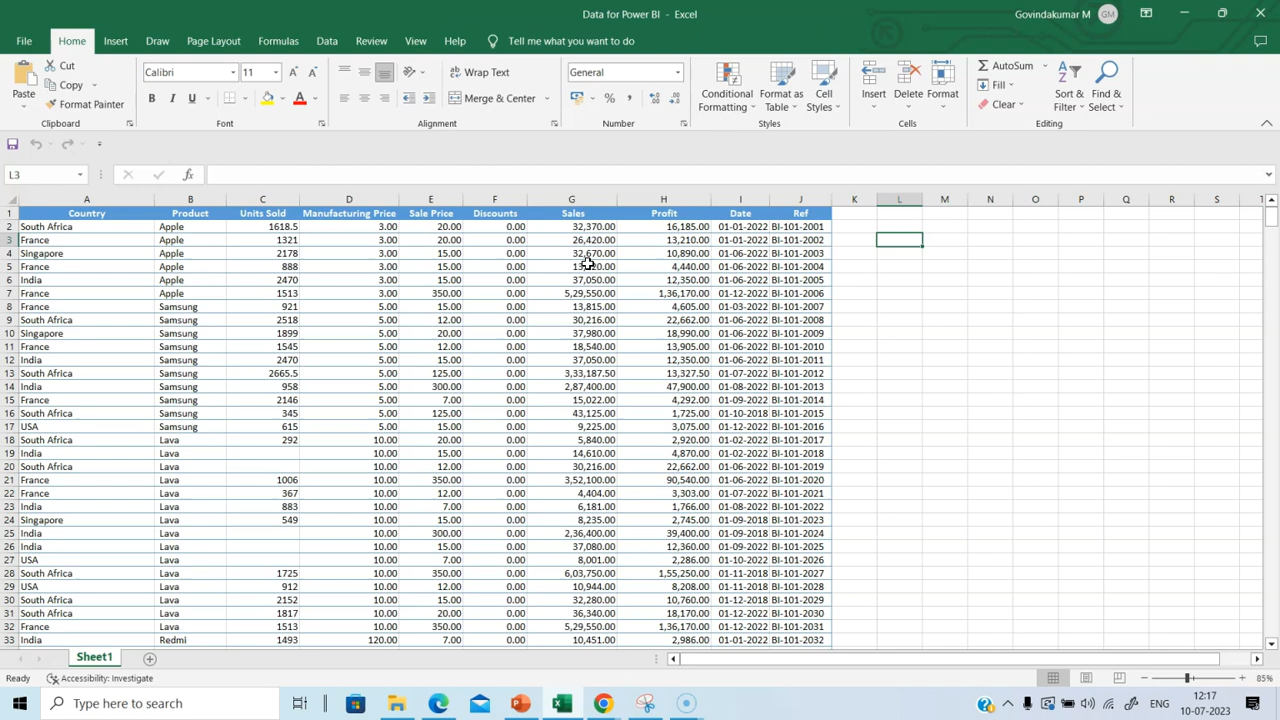 Data for Power BI - Excel
Govindakumar M GM
File Home Insert Draw Page Layout Formulas Data Review View Help Tell me what you want to do
Paste Cut Copy Format Painter Clipboard
Calibri 11 B I U Font
Wrap Text Merge & Center Alignment
General % Number
Conditional Formatting Format as Table Cell Styles Styles
Insert Delete Format Cells
AutoSum Fill Clear Sort & Filter Find & Select Editing
L3
A B C D E F G H I J K L M N O P Q R S T
1 Country Product Units Sold Manufacturing Price Sale Price Discounts Sales Profit Date Ref
2 South Africa Apple 1618.5 3.00 20.00 0.00 32,370.00 16,185.00 01-01-2022 BI-101-2001
3 France Apple 1321 3.00 20.00 0.00 26,420.00 13,210.00 01-01-2022 BI-101-2002
4 Singapore Apple 2178 3.00 15.00 0.00 32,670.00 10,890.00 01-06-2022 BI-101-2003
5 France Apple 888 3.00 15.00 0.00 4,440.00 01-06-2022 BI-101-2004
6 India Apple 2470 3.00 15.00 0.00 37,050.00 12,350.00 01-06-2022 BI-101-2005
7 France Apple 1513 3.00 350.00 0.00 5,29,550.00 1,36,170.00 01-12-2022 BI-101-2006
8 France Samsung 921 5.00 15.00 0.00 13,815.00 4,605.00 01-03-2022 BI-101-2007
9 South Africa Samsung 2518 5.00 12.00 0.00 30,216.00 22,662.00 01-06-2022 BI-101-2008
10 Singapore Samsung 1899 5.00 20.00 0.00 37,980.00 18,990.00 01-06-2022 BI-101-2009
11 France Samsung 1545 5.00 12.00 0.00 18,540.00 13,905.00 01-06-2022 BI-101-2010
12 India Samsung 2470 5.00 15.00 0.00 37,050.00 12,350.00 01-06-2022 BI-101-2011
13 South Africa Samsung 2665.5 5.00 125.00 0.00 3,33,187.50 13,327.50 01-07-2022 BI-101-2012
14 India Samsung 958 5.00 300.00 0.00 2,87,400.00 47,900.00 01-08-2022 BI-101-2013
15 France Samsung 2146 5.00 7.00 0.00 15,022.00 4,292.00 01-09-2022 BI-101-2014
16 South Africa Samsung 345 5.00 125.00 0.00 43,125.00 1,725.00 01-10-2018 BI-101-2015
17 USA Samsung 615 5.00 15.00 0.00 9,225.00 3,075.00 01-12-2022 BI-101-2016
18 South Africa Lava 292 10.00 20.00 0.00 5,840.00 2,920.00 01-02-2022 BI-101-2017
19 India Lava 10.00 15.00 0.00 14,610.00 4,870.00 01-02-2022 BI-101-2018
20 South Africa Lava 10.00 12.00 0.00 30,216.00 22,662.00 01-06-2022 BI-101-2019
21 France Lava 1006 10.00 350.00 0.00 3,52,100.00 90,540.00 01-06-2022 BI-101-2020
22 France Lava 367 10.00 12.00 0.00 4,404.00 3,303.00 01-07-2022 BI-101-2021
23 India Lava 883 10.00 7.00 0.00 6,181.00 1,766.00 01-08-2022 BI-101-2022
24 Singapore Lava 549 10.00 15.00 0.00 8,235.00 2,745.00 01-09-2018 BI-101-2023
25 India Lava 10.00 300.00 0.00 2,36,400.00 39,400.00 01-09-2022 BI-101-2024
26 India Lava 10.00 15.00 0.00 37,080.00 12,360.00 01-09-2022 BI-101-2025
27 USA Lava 10.00 7.00 0.00 8,001.00 2,286.00 01-10-2022 BI-101-2026
28 South Africa Lava 1725 10.00 350.00 0.00 6,03,750.00 1,55,250.00 01-11-2018 BI-101-2027
29 USA Lava 912 10.00 12.00 0.00 10,944.00 8,208.00 01-11-2022 BI-101-2028
30 South Africa Lava 2152 10.00 15.00 0.00 32,280.00 10,760.00 01-12-2018 BI-101-2029
31 South Africa Lava 1817 10.00 20.00 0.00 36,340.00 18,170.00 01-12-2022 BI-101-2030
32 France Lava 1513 10.00 350.00 0.00 5,29,550.00 1,36,170.00 01-12-2022 BI-101-2031
33 India Redmi 1493 120.00 7.00 0.00 10,451.00 2,986.00 01-01-2022 BI-101-2032
Sheet1
Ready Accessibility: Investigate 85%
Type here to search
ENG 12:17
10-07-2023